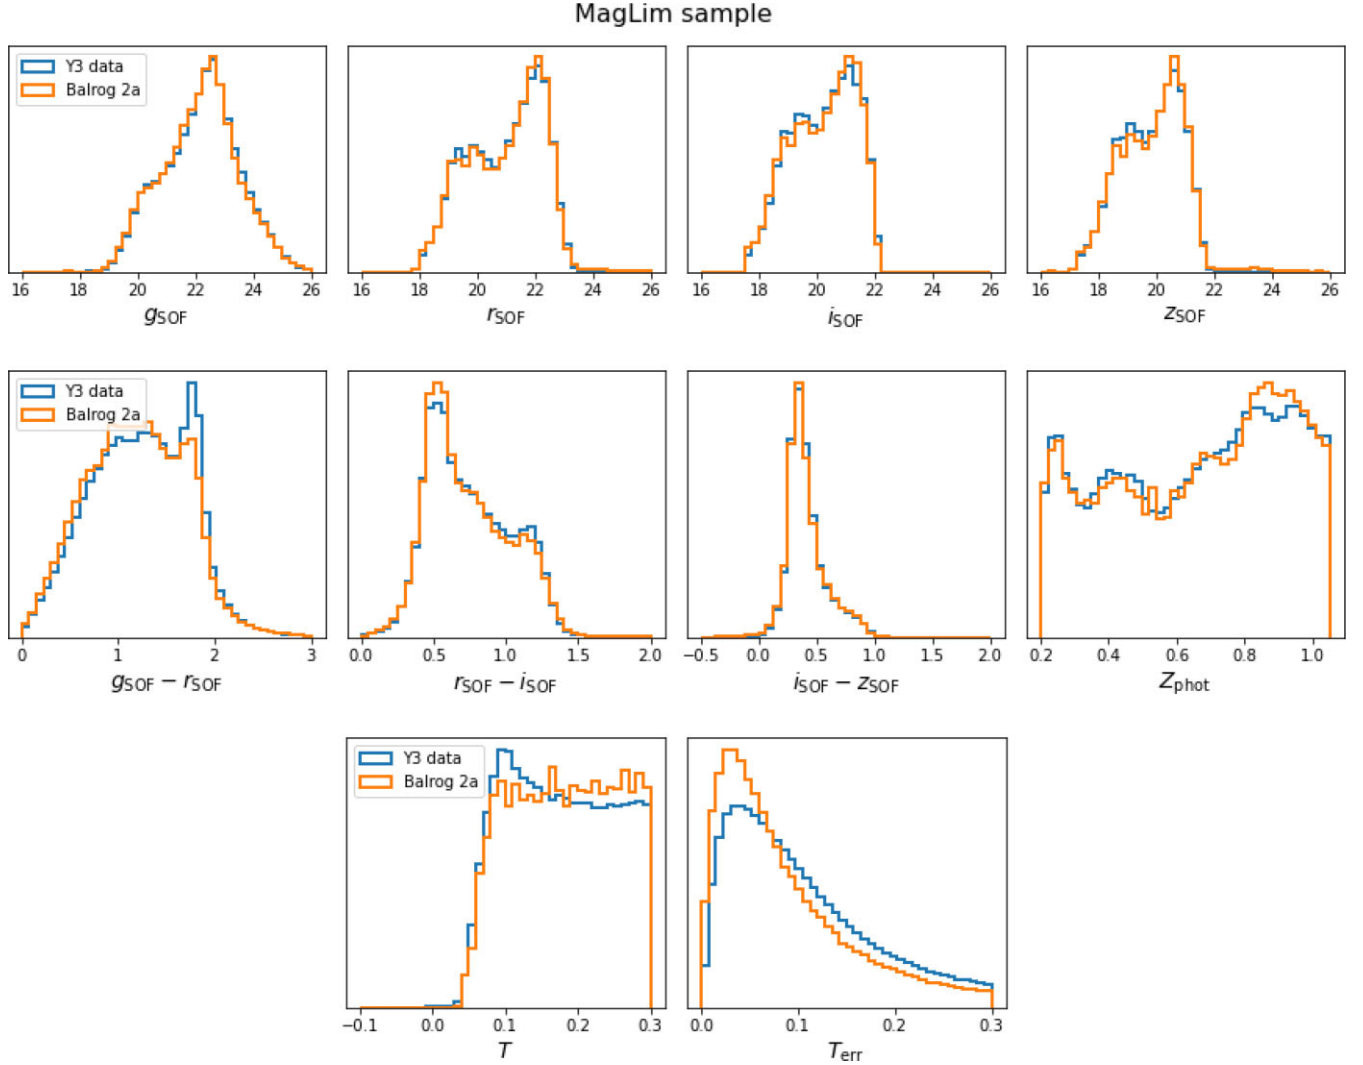 MagLim sample
Y3 data
Balrog 2a
16 18 20 22 24 26
16 18 20 22 24 26
16 18 20 22 24 26
16 18 20 22 24 26
g_SOF
r_SOF
i_SOF
z_SOF
Y3 data
Balrog 2a
0 1 2 3
0.0 0.5 1.0 1.5 2.0
−0.5 0.0 0.5 1.0 1.5 2.0
0.2 0.4 0.6 0.8 1.0
g_SOF − r_SOF
r_SOF − i_SOF
i_SOF − z_SOF
Z_phot
Y3 data
Balrog 2a
−0.1 0.0 0.1 0.2 0.3
0.0 0.1 0.2 0.3
T
T_err